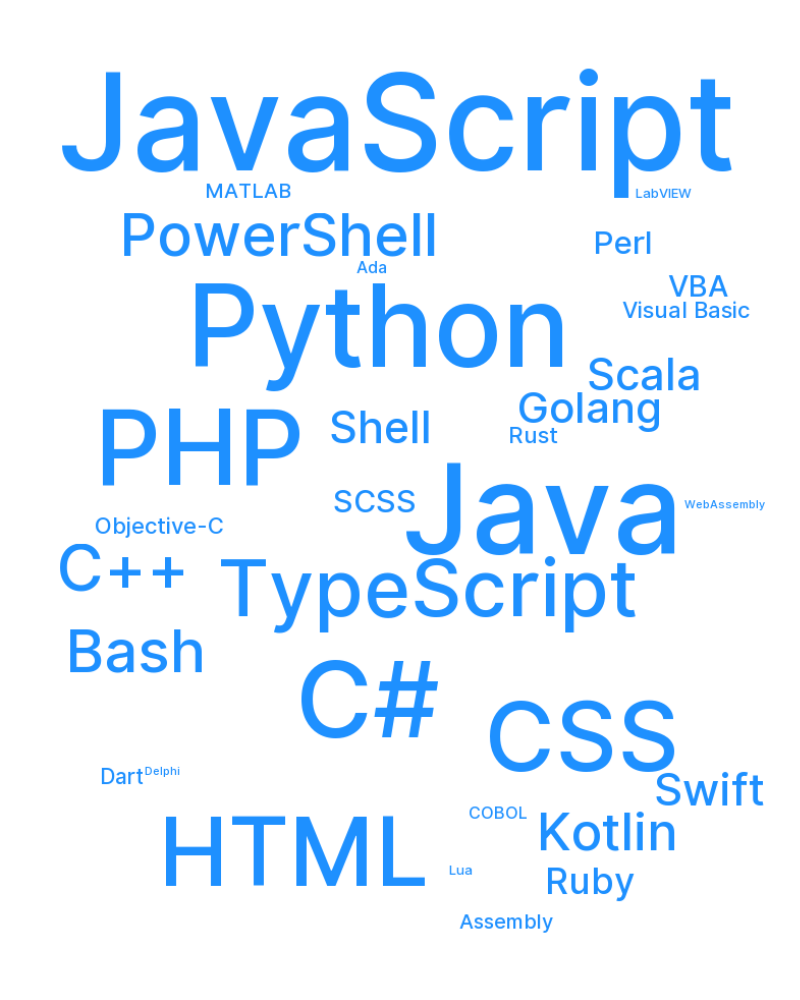 JavaScript
MATLAB
LabVIEW
PowerShell
Perl
Ada
VBA
Python
Visual Basic
Scala
Golang
PHP
Shell
Rust
SCSS
Java
WebAssembly
Objective-C
C++
TypeScript
Bash
C#
CSS
Dart
Delphi
Swift
COBOL
Kotlin
HTML
Lua
Ruby
Assembly